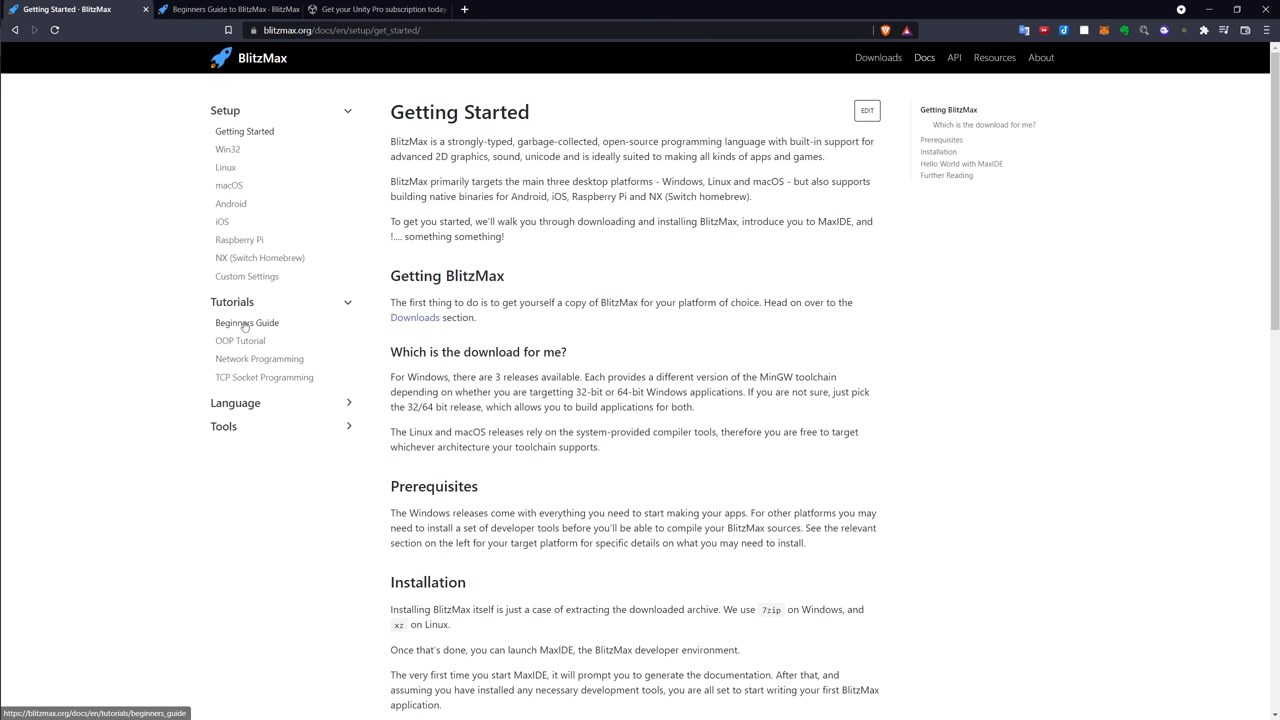 Getting Started · BlitzMax
Beginners Guide to BlitzMax · BlitzMax
Get your Unity Pro subscription today
blitzmax.org/docs/en/setup/get_started/
BlitzMax
Downloads
Docs
API
Resources
About
Setup
Getting Started
Win32
Linux
macOS
Android
iOS
Raspberry Pi
NX (Switch Homebrew)
Custom Settings
Tutorials
Beginners Guide
OOP Tutorial
Network Programming
TCP Socket Programming
Language
Tools
Getting Started
EDIT
BlitzMax is a strongly-typed, garbage-collected, open-source programming language with built-in support for
advanced 2D graphics, sound, unicode and is ideally suited to making all kinds of apps and games.
BlitzMax primarily targets the main three desktop platforms - Windows, Linux and macOS - but also supports
building native binaries for Android, iOS, Raspberry Pi and NX (Switch homebrew).
To get you started, we'll walk you through downloading and installing BlitzMax, introduce you to MaxIDE, and
!.... something something!
Getting BlitzMax
The first thing to do is to get yourself a copy of BlitzMax for your platform of choice. Head on over to the
Downloads section.
Which is the download for me?
For Windows, there are 3 releases available. Each provides a different version of the MinGW toolchain
depending on whether you are targetting 32-bit or 64-bit Windows applications. If you are not sure, just pick
the 32/64 bit release, which allows you to build applications for both.
The Linux and macOS releases rely on the system-provided compiler tools, therefore you are free to target
whichever architecture your toolchain supports.
Prerequisites
The Windows releases come with everything you need to start making your apps. For other platforms you may
need to install a set of developer tools before you'll be able to compile your BlitzMax sources. See the relevant
section on the left for your target platform for specific details on what you may need to install.
Installation
Installing BlitzMax itself is just a case of extracting the downloaded archive. We use 7zip on Windows, and
xz on Linux.
Once that's done, you can launch MaxIDE, the BlitzMax developer environment.
The very first time you start MaxIDE, it will prompt you to generate the documentation. After that, and
assuming you have installed any necessary development tools, you are all set to start writing your first BlitzMax
application.
Getting BlitzMax
Which is the download for me?
Prerequisites
Installation
Hello World with MaxIDE
Further Reading
https://blitzmax.org/docs/en/tutorials/beginners_guide